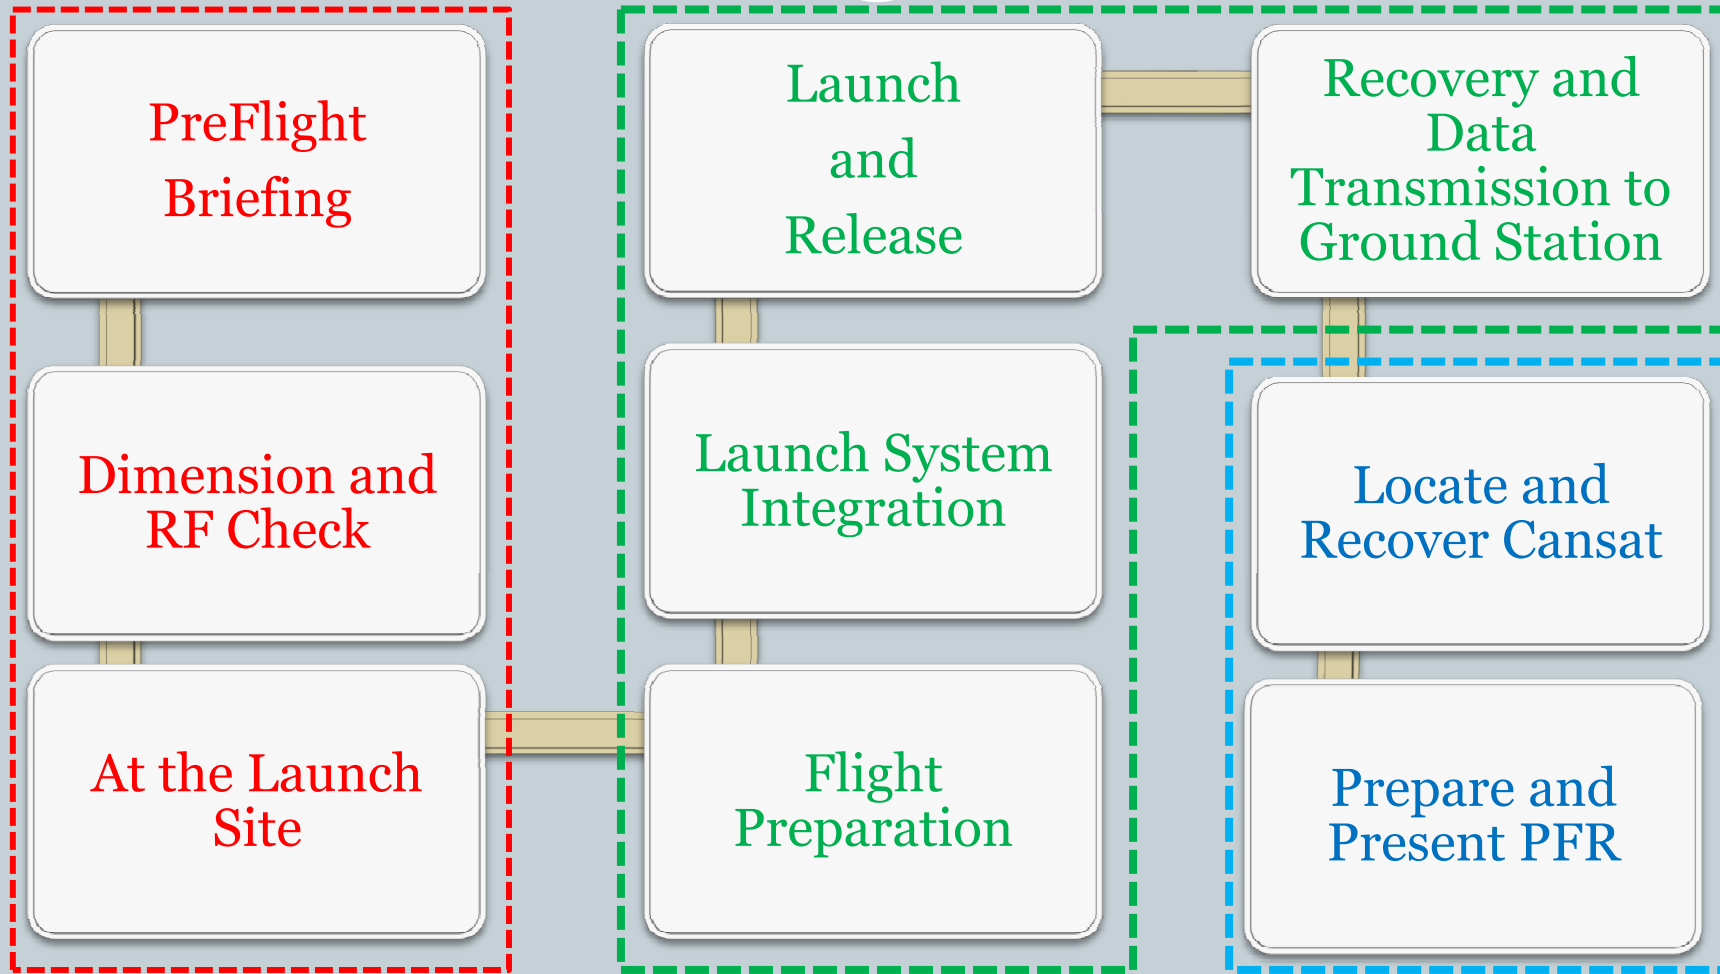 PreFlight
Briefing
Dimension and
RF Check
At the Launch
Site
Flight
Preparation
Launch System
Integration
Launch
and
Release
Recovery and
Data
Transmission to
Ground Station
Locate and
Recover Cansat
Prepare and
Present PFR